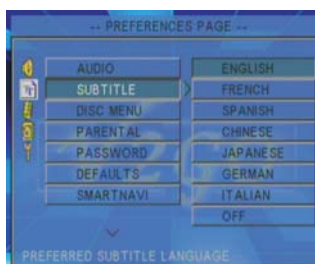 -- PREFERENCES PAGE --
AUDIO
SUBTITLE
DISC MENU
PARENTAL
PASSWORD
DEFAULTS
SMARTNAVI
ENGLISH
FRENCH
SPANISH
CHINESE
JAPANESE
GERMAN
ITALIAN
OFF
PREFERRED SUBTITLE LANGUAGE